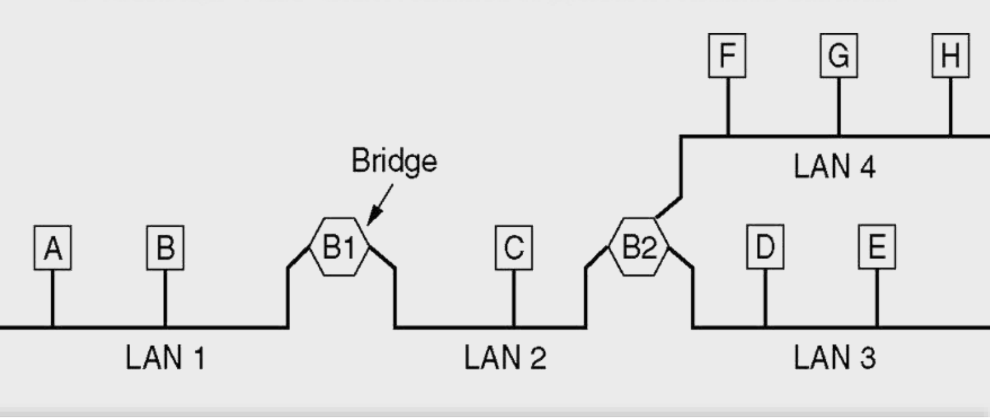 F G H
LAN 4
Bridge
A B B1 C B2 D E
LAN 1 LAN 2 LAN 3